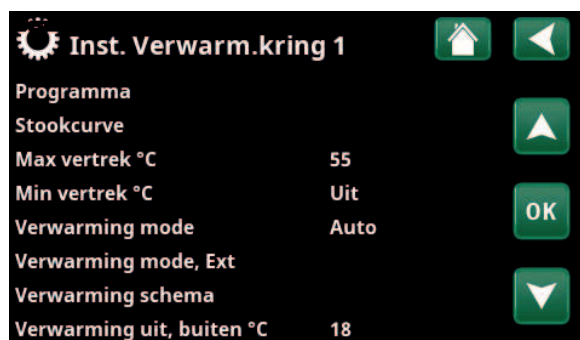 Inst. Verwarm.kring 1
Programma
Stookcurve
Max vertrek °C 55
Min vertrek °C Uit
Verwarming mode Auto
OK
Verwarming mode, Ext
Verwarming schema
Verwarming uit, buiten °C 18